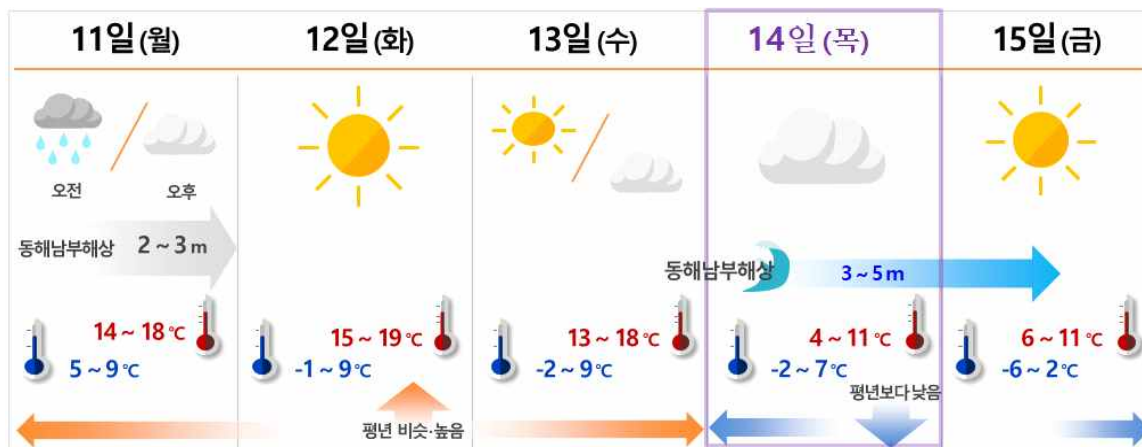 11일(월) 12일(화) 13일(수) 14일(목) 15일(금)
오전 오후
동해남부해상 2 ~ 3 m
동해남부해상 3 ~ 5 m
14 ~ 18 ℃ 15 ~ 19 ℃ 13 ~ 18 ℃ 4 ~ 11 ℃ 6 ~ 11 ℃
5 ~ 9 ℃ -1 ~ 9 ℃ -2 ~ 9 ℃ -2 ~ 7 ℃ -6 ~ 2 ℃
평년보다 낮음
평년 비슷·높음